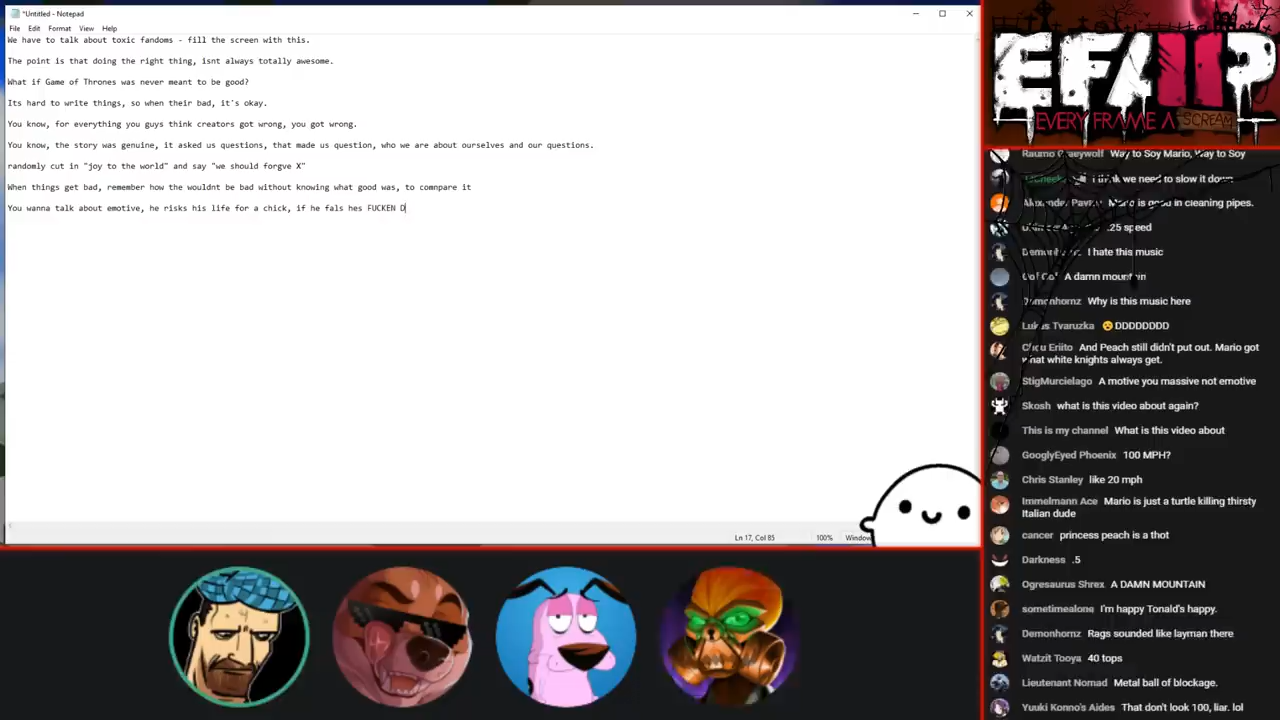 *Untitled - Notepad
File Edit Format View Help
We have to talk about toxic fandoms - fill the screen with this.
The point is that doing the right thing, isnt always totally awesome.
What if Game of Thrones was never meant to be good?
Its hard to write things, so when their bad, it's okay.
You know, for everything you guys think creators got wrong, you got wrong.
You know, the story was genuine, it asked us questions, that made us question, who we are about ourselves and our questions.
randomly cut in "joy to the world" and say "we should forgve X"
When things get bad, remember how the wouldnt be bad without knowing what good was, to comnpare it
You wanna talk about emotive, he risks his life for a chick, if he fals hes FUCKEN D
Ln 17, Col 85 100% Window
EFAP
EVERY FRAME A SCREAM
Raumo Graeywolf Way to Soy Mario, Way to Soy
I think we need to slow it down
Mario is good in cleaning pipes.
.25 speed
Demonhornz I hate this music
A damn mountain
Demonhornz Why is this music here
Lukas Tvaruzka 😮DDDDDDDD
Chou Eriito And Peach still didn't put out. Mario got
what white knights always get.
StigMurcielago A motive you massive not emotive
Skosh what is this video about again?
This is my channel What is this video about
GooglyEyed Phoenix 100 MPH?
Chris Stanley like 20 mph
Immelmann Ace Mario is just a turtle killing thirsty
Italian dude
cancer princess peach is a thot
Darkness .5
Ogresaurus Shrex A DAMN MOUNTAIN
sometimealone I'm happy Tonald's happy.
Demonhornz Rags sounded like layman there
Watzit Tooya 40 tops
Lieutenant Nomad Metal ball of blockage.
Yuuki Konno's Aides That don't look 100, liar. lol